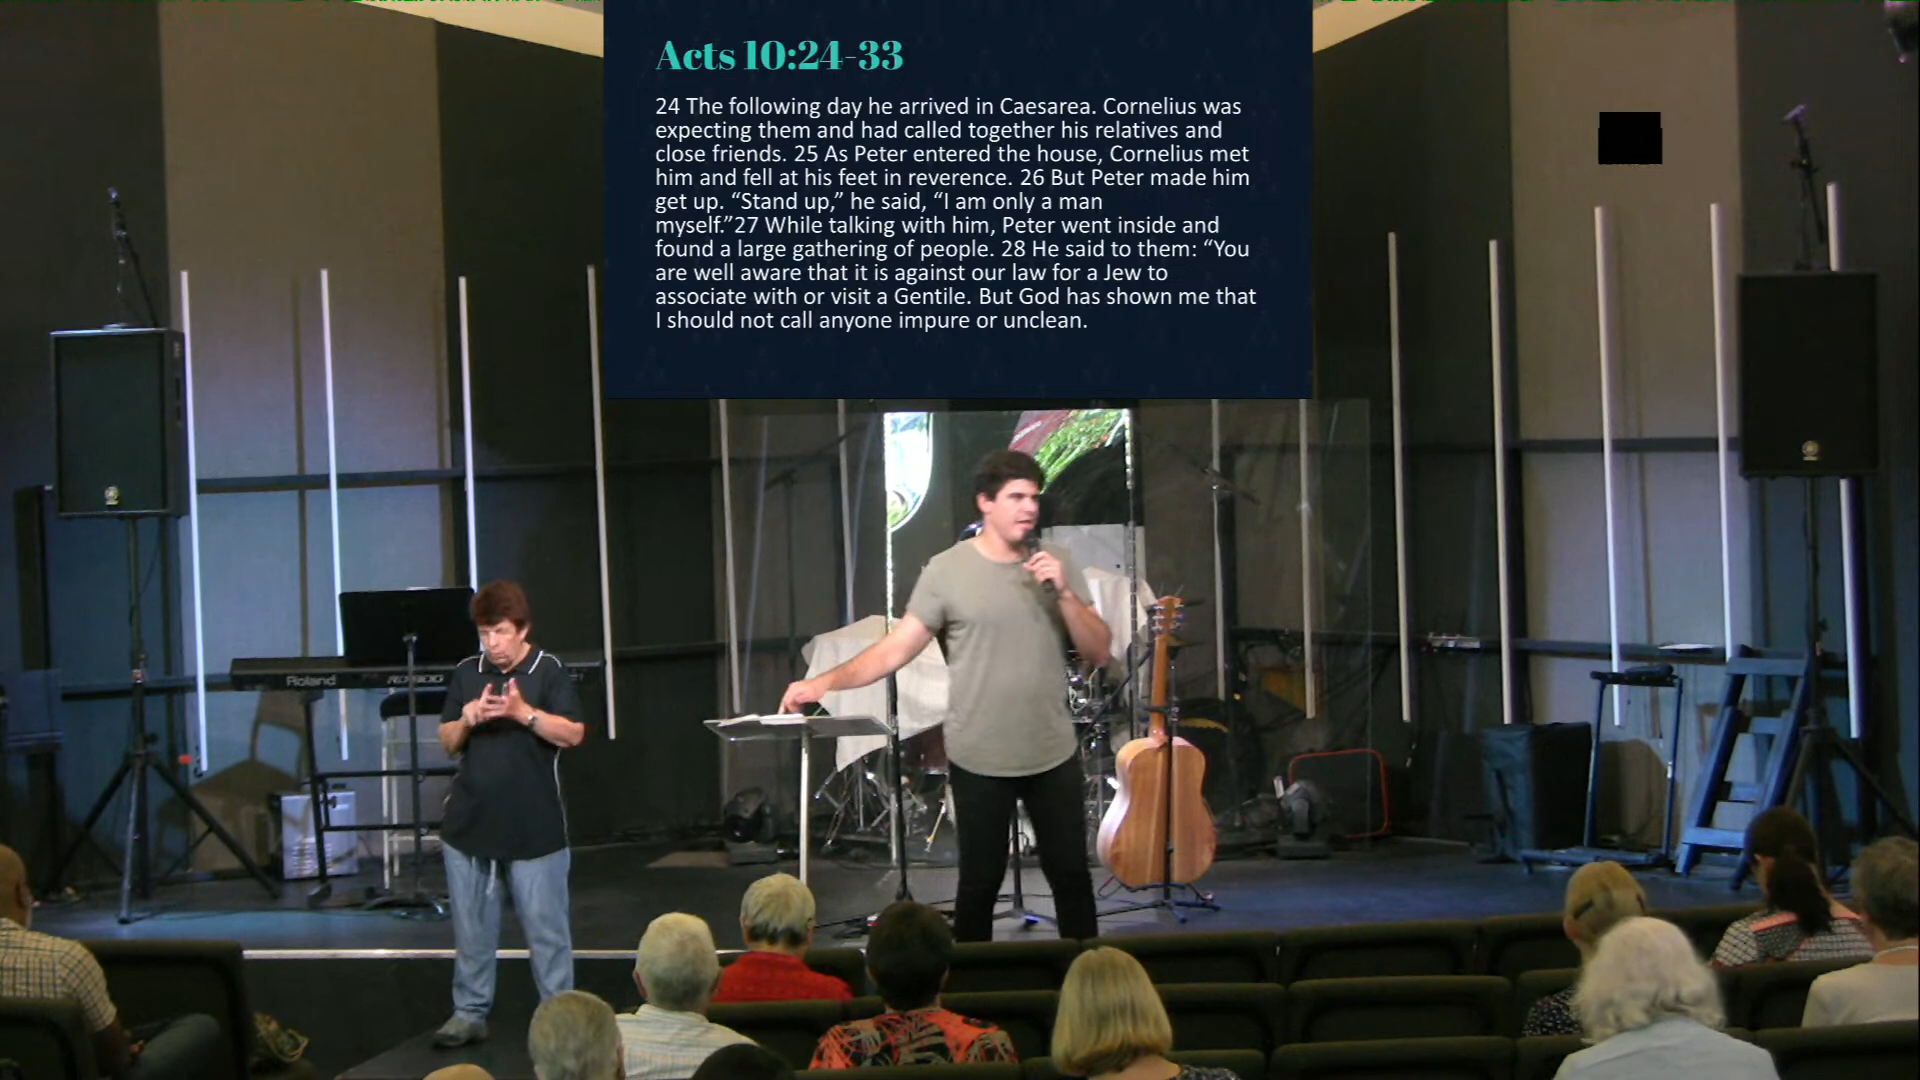 Acts 10:24-33
24 The following day he arrived in Caesarea. Cornelius was
expecting them and had called together his relatives and
close friends. 25 As Peter entered the house, Cornelius met
him and fell at his feet in reverence. 26 But Peter made him
get up. “Stand up,” he said, “I am only a man
myself.”27 While talking with him, Peter went inside and
found a large gathering of people. 28 He said to them: “You
are well aware that it is against our law for a Jew to
associate with or visit a Gentile. But God has shown me that
I should not call anyone impure or unclean.
Roland